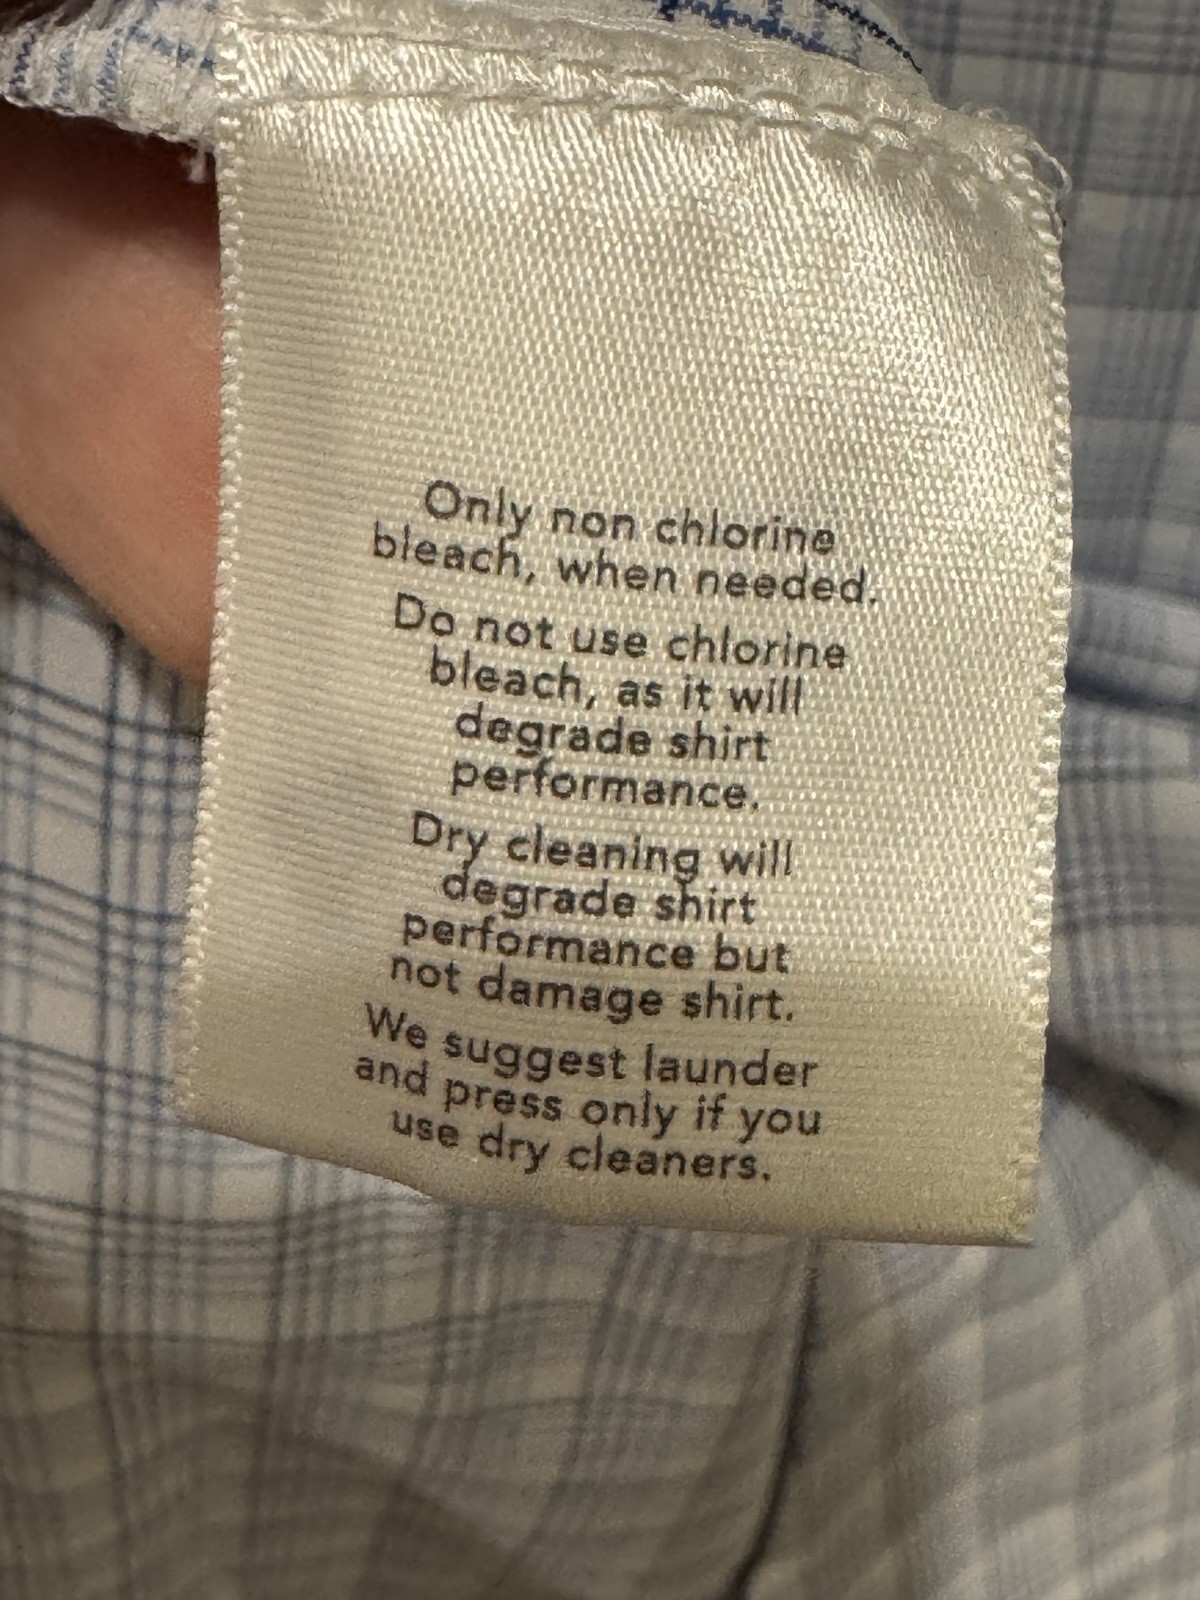 Only non chlorine
bleach, when needed.
Do not use chlorine
bleach, as it will
degrade shirt
performance.
Dry cleaning will
degrade shirt
performance but
not damage shirt.
We suggest launder
and press only if you
use dry cleaners.